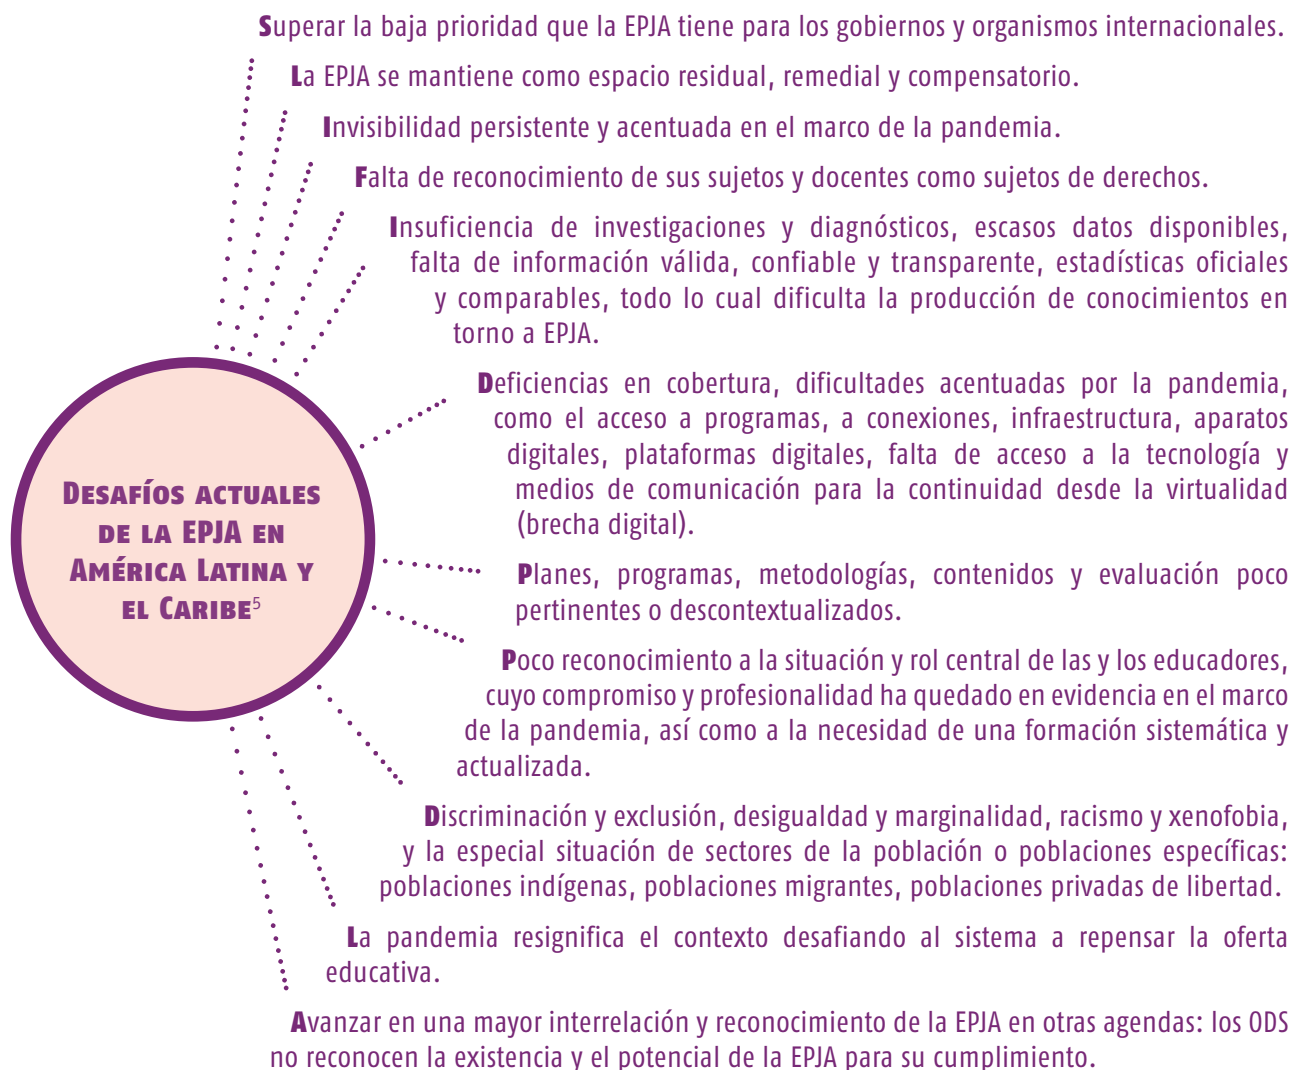 Superar la baja prioridad que la EPJA tiene para los gobiernos y organismos internacionales.
La EPJA se mantiene como espacio residual, remedial y compensatorio.
Invisibilidad persistente y acentuada en el marco de la pandemia.
Falta de reconocimiento de sus sujetos y docentes como sujetos de derechos.
Insuficiencia de investigaciones y diagnósticos, escasos datos disponibles,
falta de información válida, confiable y transparente, estadísticas oficiales
y comparables, todo lo cual dificulta la producción de conocimientos en
torno a EPJA.
Deficiencias en cobertura, dificultades acentuadas por la pandemia,
como el acceso a programas, a conexiones, infraestructura, aparatos
digitales, plataformas digitales, falta de acceso a la tecnología y
medios de comunicación para la continuidad desde la virtualidad
(brecha digital).
Desafíos actuales
de la EPJA en
América Latina y
el Caribe5
Planes, programas, metodologías, contenidos y evaluación poco
pertinentes o descontextualizados.
Poco reconocimiento a la situación y rol central de las y los educadores,
cuyo compromiso y profesionalidad ha quedado en evidencia en el marco
de la pandemia, así como a la necesidad de una formación sistemática y
actualizada.
Discriminación y exclusión, desigualdad y marginalidad, racismo y xenofobia,
y la especial situación de sectores de la población o poblaciones específicas:
poblaciones indígenas, poblaciones migrantes, poblaciones privadas de libertad.
La pandemia resignifica el contexto desafiando al sistema a repensar la oferta
educativa.
Avanzar en una mayor interrelación y reconocimiento de la EPJA en otras agendas: los ODS
no reconocen la existencia y el potencial de la EPJA para su cumplimiento.